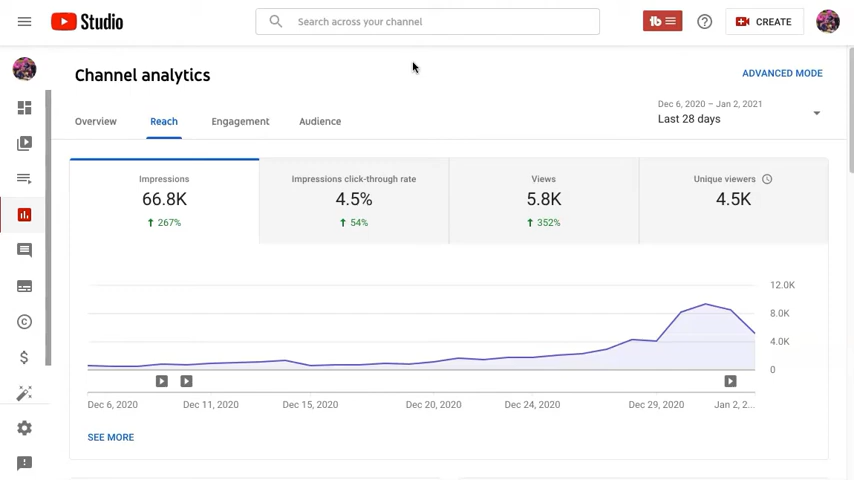 Studio
Search across your channel
tb
CREATE
Channel analytics
ADVANCED MODE
Overview
Reach
Engagement
Audience
Dec 6, 2020 – Jan 2, 2021
Last 28 days
Impressions
66.8K
267%
Impressions click-through rate
4.5%
54%
Views
5.8K
352%
Unique viewers
4.5K
12.0K
8.0K
4.0K
0
Dec 6, 2020
Dec 11, 2020
Dec 15, 2020
Dec 20, 2020
Dec 24, 2020
Dec 29, 2020
Jan 2, 2...
SEE MORE